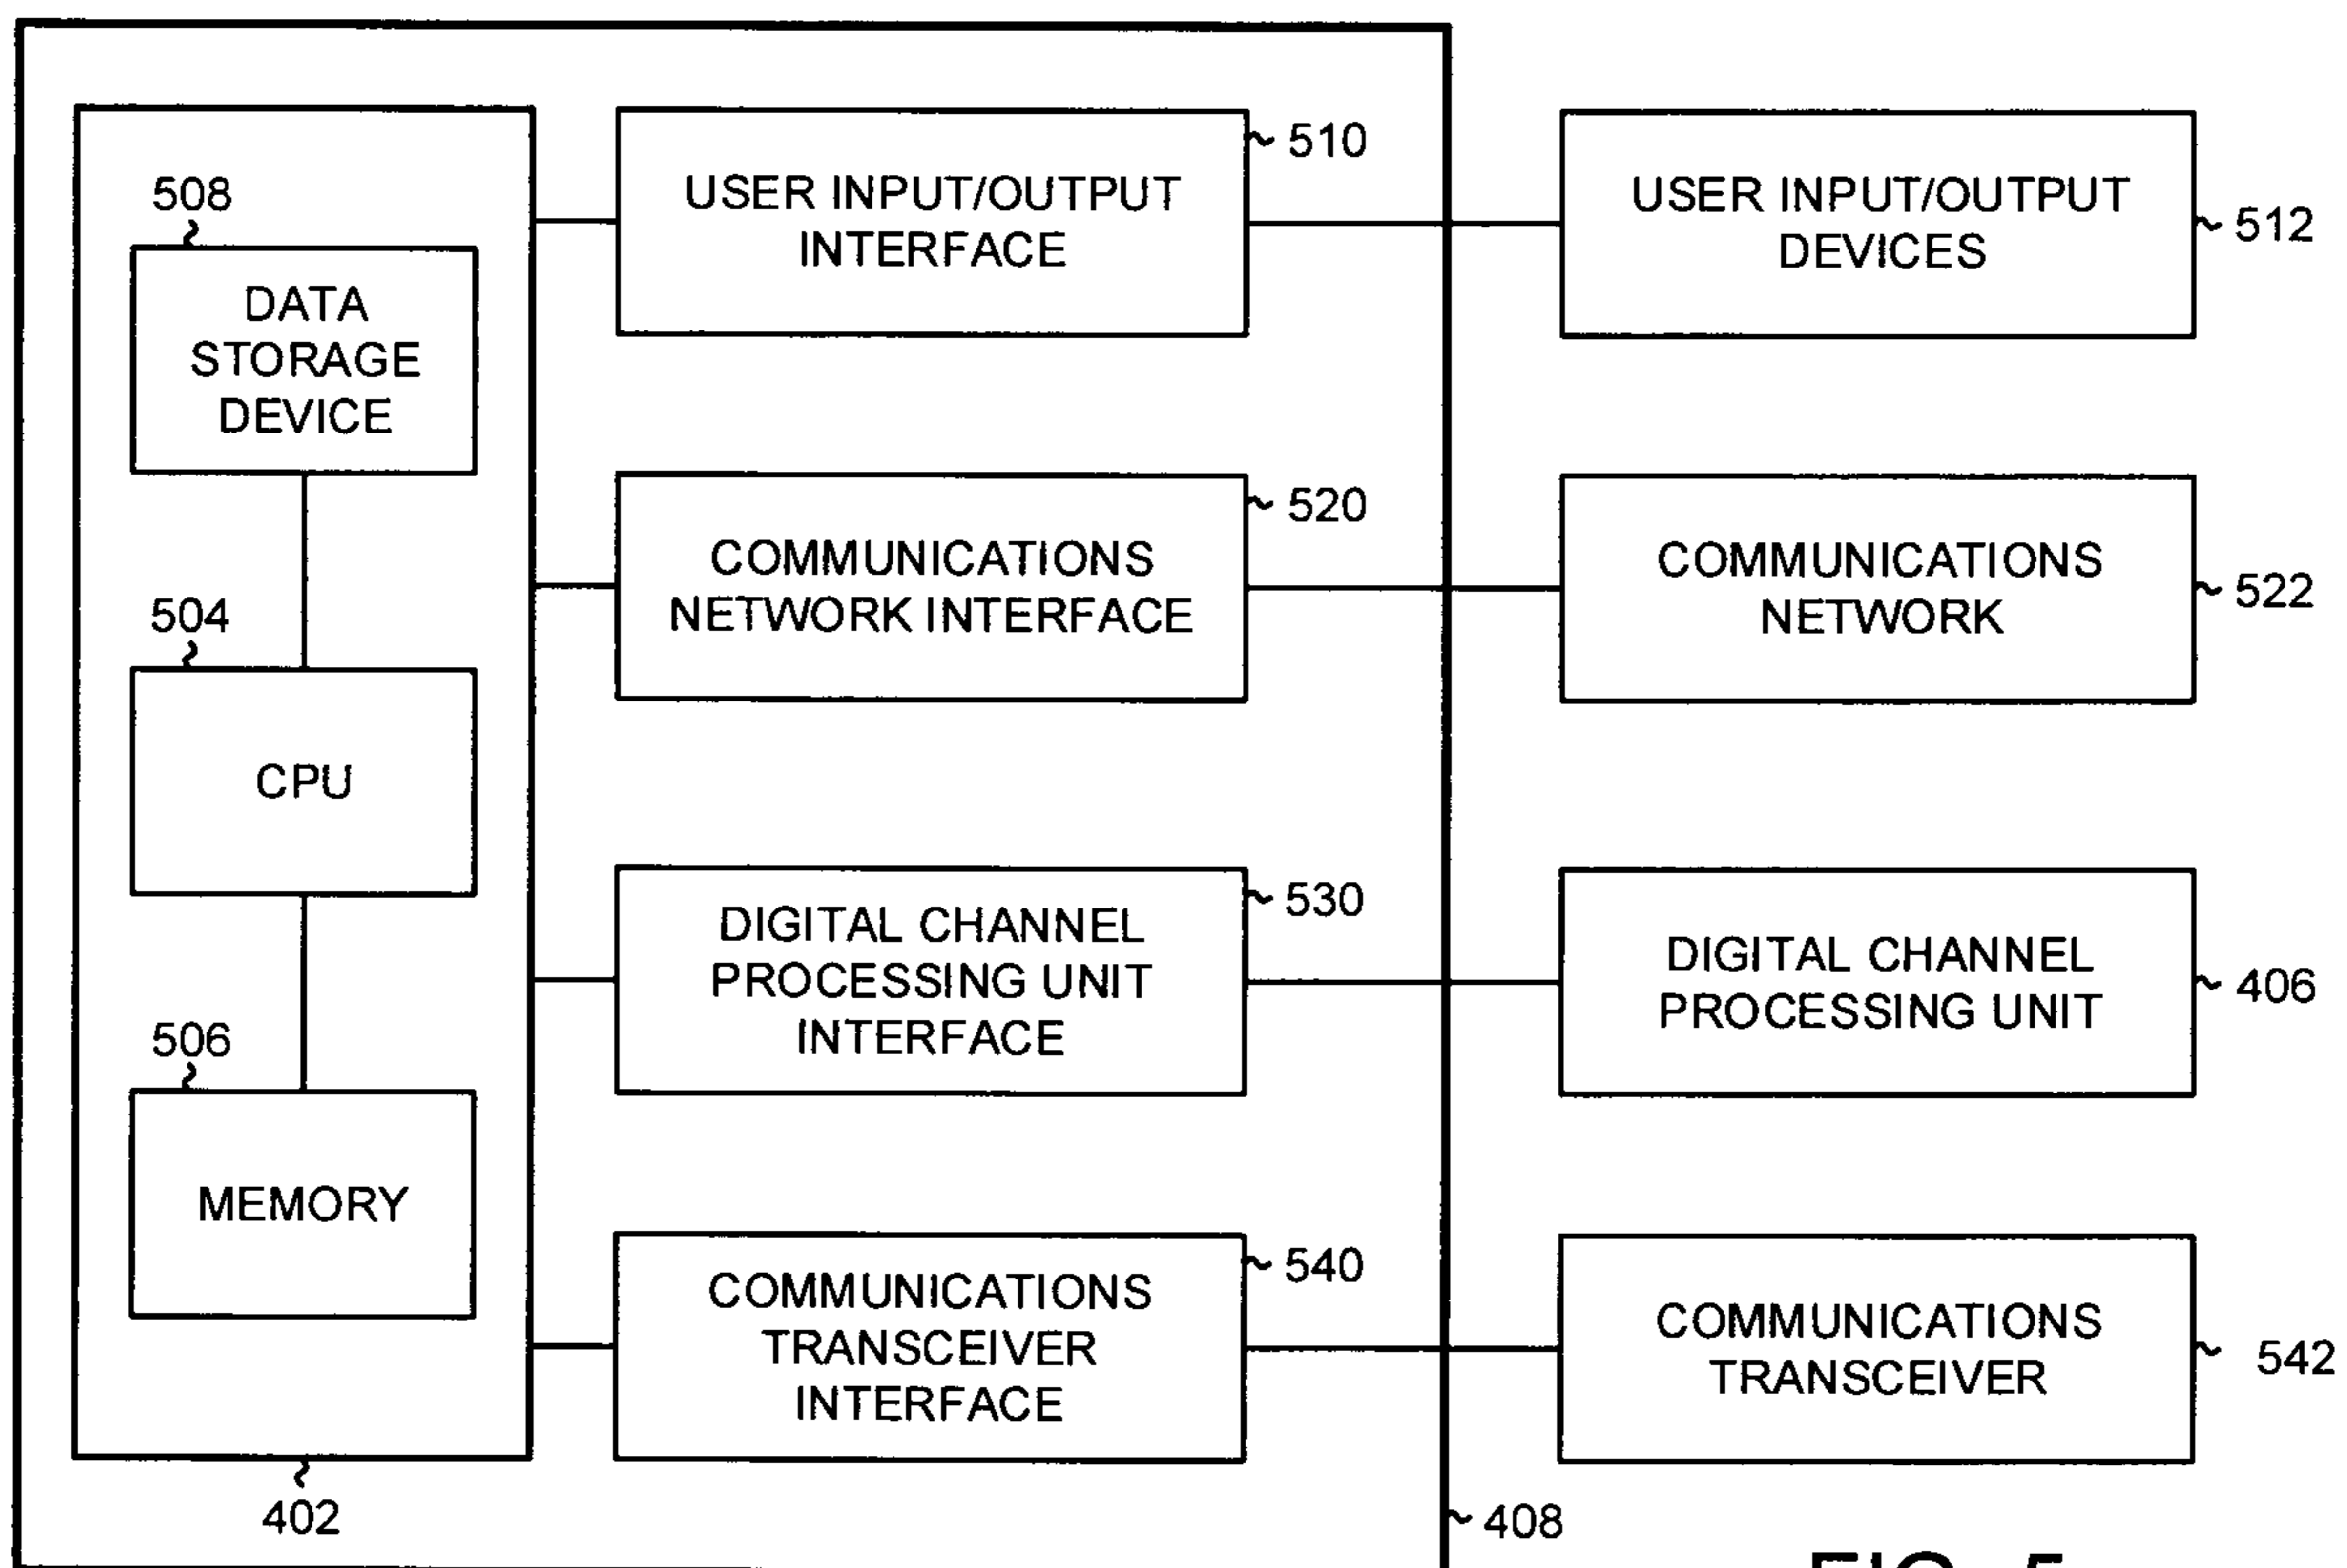 508
DATA
STORAGE
DEVICE
504
CPU
506
MEMORY
402
510
USER INPUT/OUTPUT
INTERFACE
520
COMMUNICATIONS
NETWORK INTERFACE
530
DIGITAL CHANNEL
PROCESSING UNIT
INTERFACE
540
COMMUNICATIONS
TRANSCEIVER
INTERFACE
408
USER INPUT/OUTPUT
DEVICES
512
COMMUNICATIONS
NETWORK
522
DIGITAL CHANNEL
PROCESSING UNIT
406
COMMUNICATIONS
TRANSCEIVER
542
FIG. 5